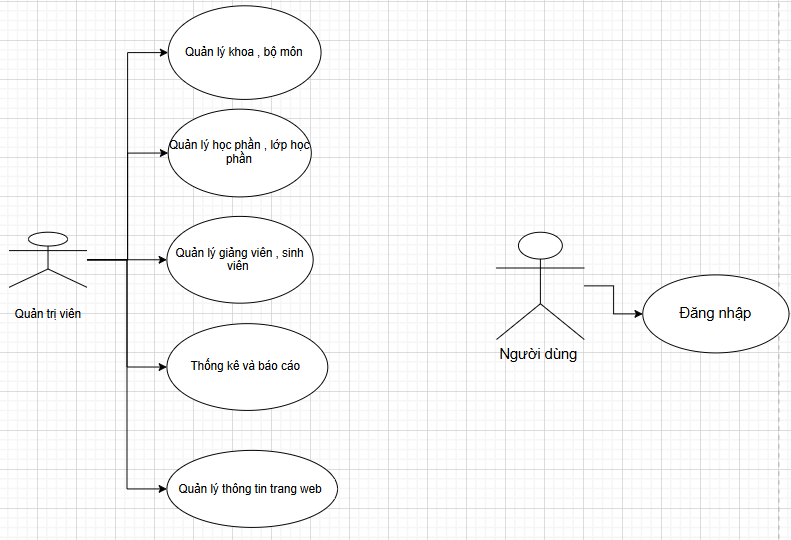 Quản lý khoa , bộ môn
Quản lý học phần , lớp học
phần
Quản lý giảng viên , sinh
viên
Quản trị viên
Thống kê và báo cáo
Quản lý thông tin trang web
Đăng nhập
Người dùng